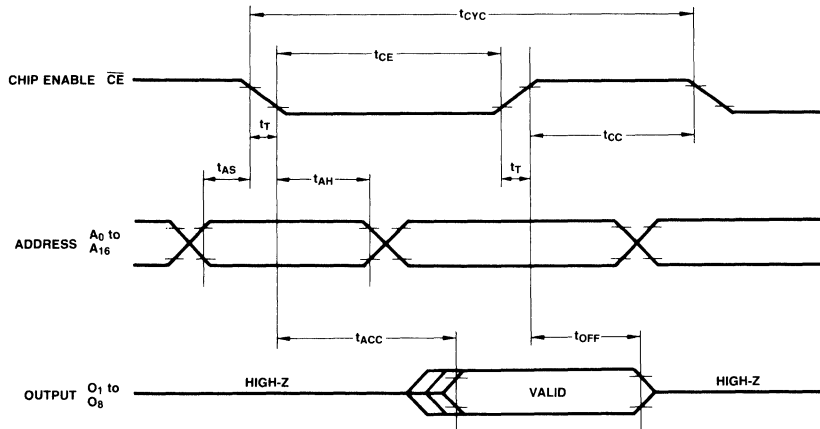 tCYC
tCE
CHIP ENABLE CE
tT
tCC
tAS
tAH
tT
ADDRESS A0 to
A16
tACC
tOFF
HIGH-Z
VALID
HIGH-Z
OUTPUT O1 to
O8